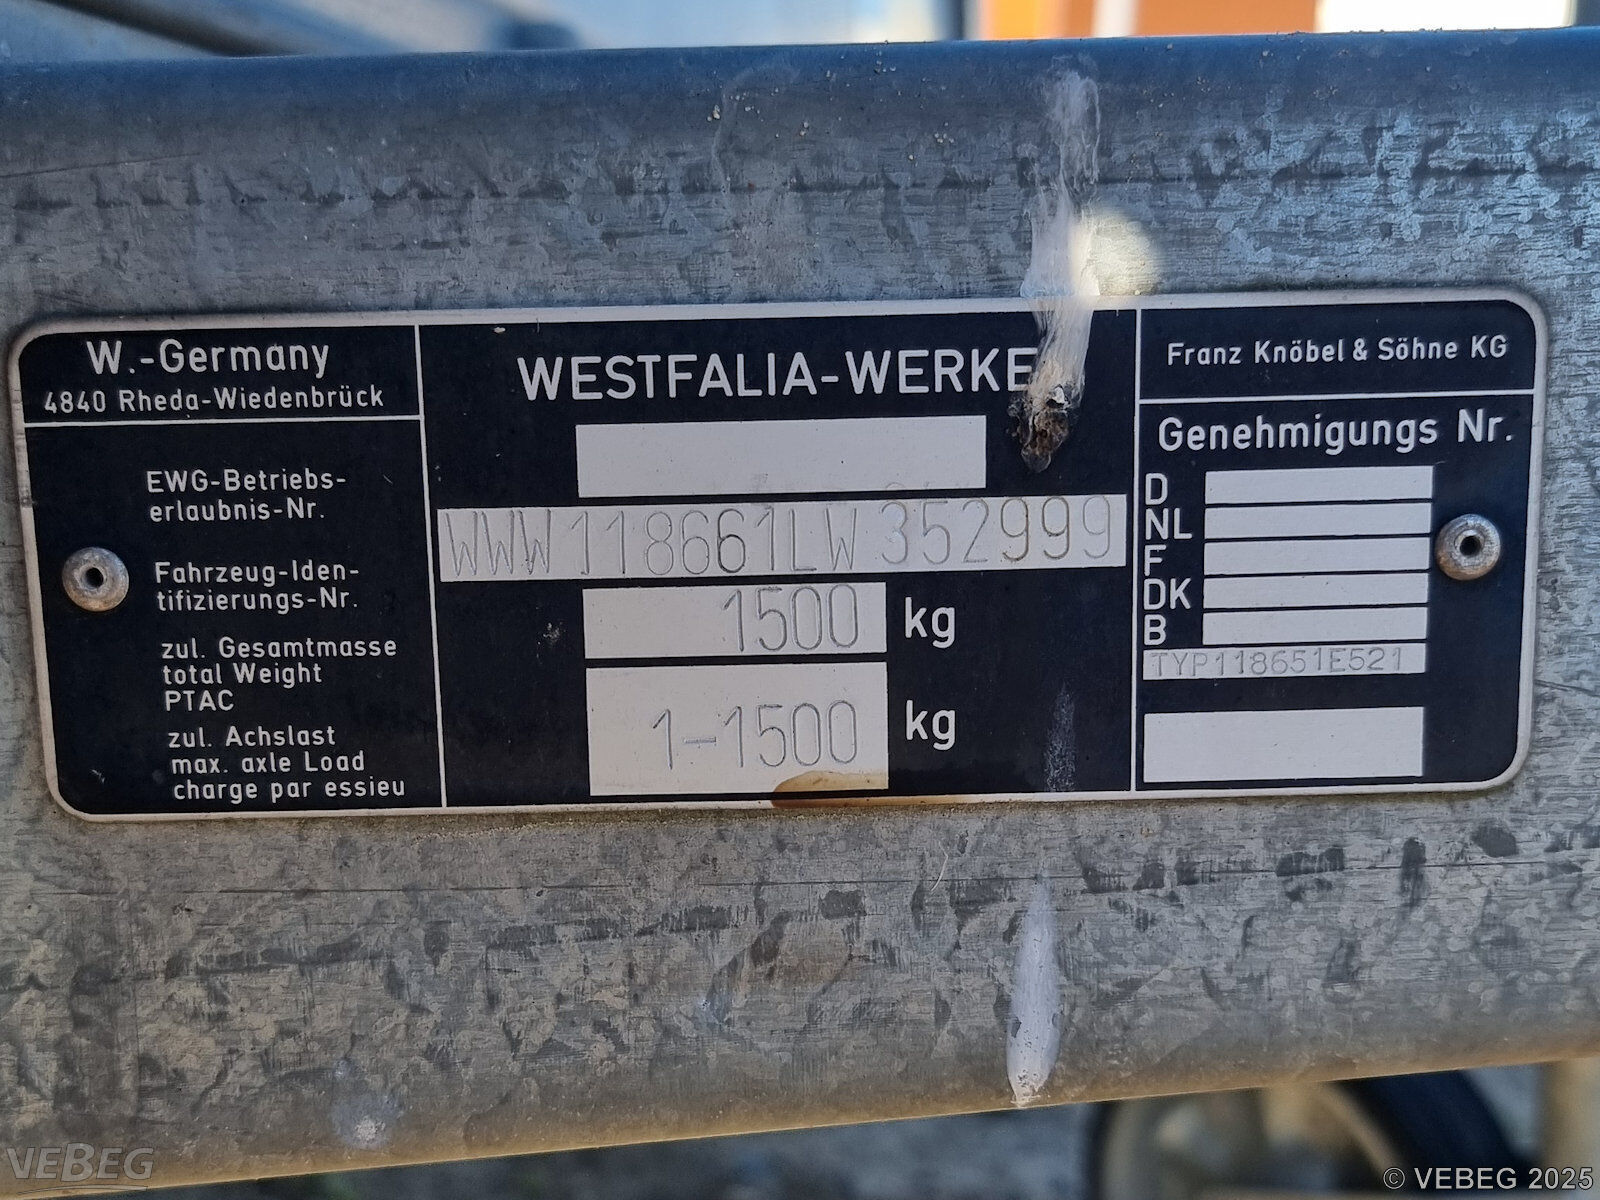 W.-Germany
4840 Rheda-Wiedenbrück
WESTFALIA-WERKE
Franz Knöbel & Söhne KG
EWG-Betriebs-
erlaubnis-Nr.
Fahrzeug-Iden-
tifizierungs-Nr.
WWW118661LW352999
zul. Gesamtmasse
total Weight
PTAC
1500 kg
zul. Achslast
max. axle Load
charge par essieu
1-1500 kg
Genehmigungs Nr.
D
NL
F
DK
B
TYP118651E521
VEBEG
© VEBEG 2025